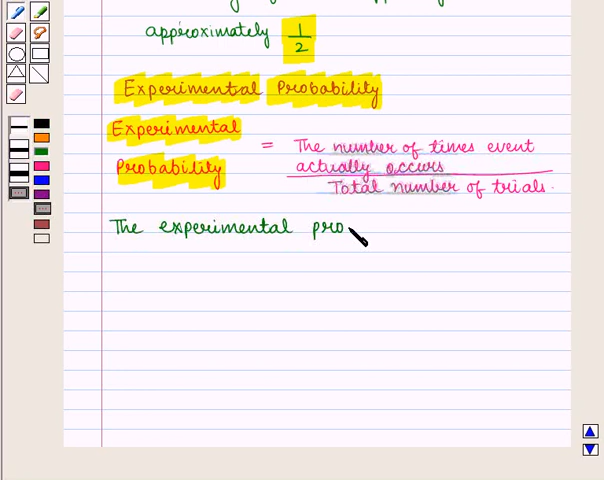 approximately 1/2
Experimental Probability
Experimental Probability = The number of times event actually occurs / Total number of trials.
The experimental pro